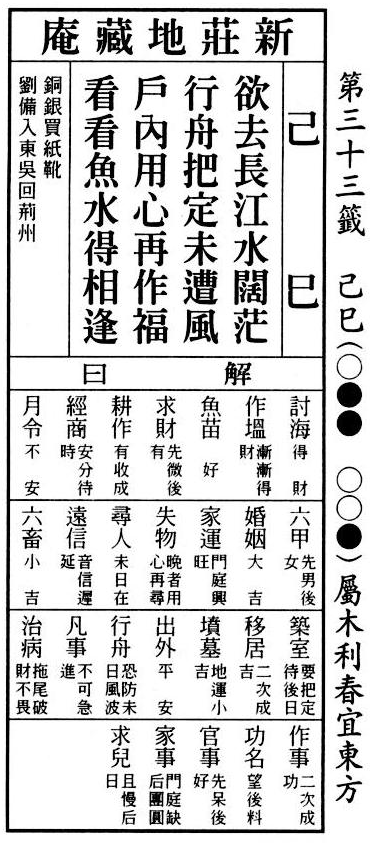 第三十三籤 己巳(○●● ○○●)屬木利春宜東方
新莊地藏庵
己巳
欲去長江水闊茫
行舟把定未遭風
戶內用心再作福
看看魚水得相逢
銅銀買紙靴
劉備入東吳回荊州
解曰
討海 得財
作塭 漸漸得財
魚苗 好
求財 先微後有
耕作 有收成
經商 安分待時
月令 不安
六甲 先男後女
婚姻 大吉
家運 門庭興旺
失物 晚者用心再尋
尋人 未日在
遠信 音信遲延
六畜 小吉
築室 要把定待後日
移居 二次成吉
墳墓 地運小吉
出外 平安
行舟 恐防未日風波
凡事 不可急進
治病 拖尾破財不畏
作事 二次成功
功名 望後料
官事 先呆後好
家事 門庭缺后團圓
求兒 且慢后日